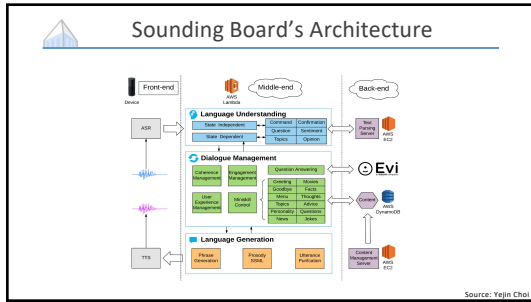 Sounding Board's Architecture
Front-end
Device
AWS
Lambda
Middle-end
Back-end
ASR
TTS
Language Understanding
State Independent
State Dependent
Command
Confirmation
Question
Sentiment
Topics
Opinion
Dialogue Management
Coherence
Management
Engagement
Management
User
Experience
Management
Miniskill
Control
Question Answering
Greeting
Movies
Goodbye
Facts
Menu
Thoughts
Topics
Advice
Personality
Questions
News
Jokes
Language Generation
Phrase
Generation
Prosody
SSML
Utterance
Purification
Text
Parsing
Server
AWS
EC2
Evi
Content
AWS
DynamoDB
Content
Management
Server
AWS
EC2
Source: Yejin Choi